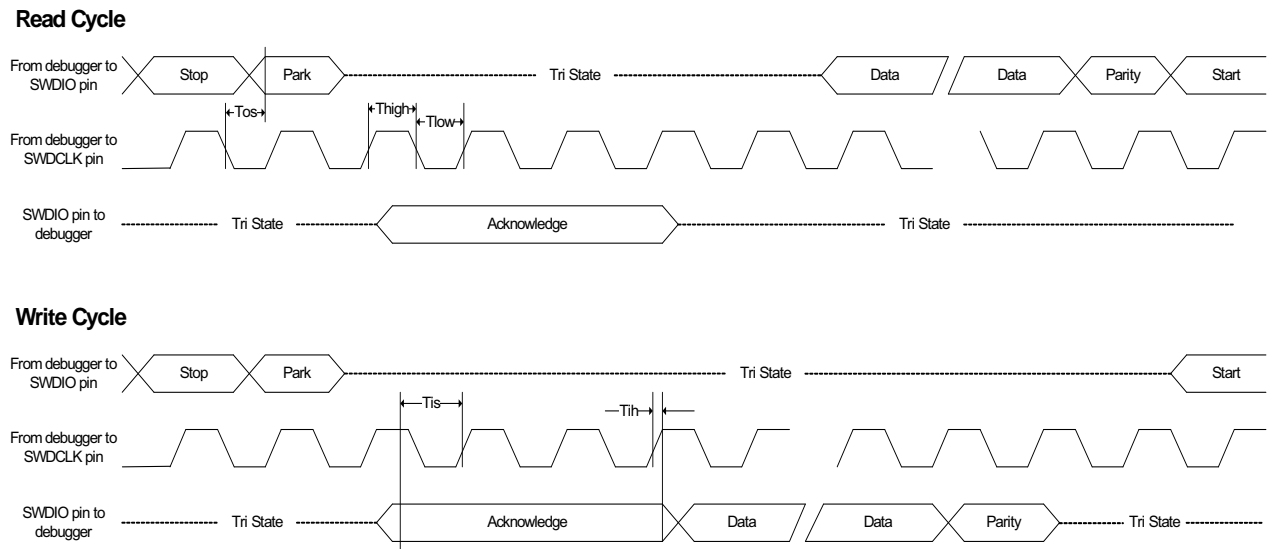 Read Cycle
From debugger to
SWDIO pin
Stop
Park
Tri State
Data
Data
Parity
Start
Tos
Thigh
Tlow
From debugger to
SWDCLK pin
SWDIO pin to
debugger
Tri State
Acknowledge
Tri State
Write Cycle
From debugger to
SWDIO pin
Stop
Park
Tri State
Start
Tis
Tih
From debugger to
SWDCLK pin
SWDIO pin to
debugger
Tri State
Acknowledge
Data
Data
Parity
Tri State